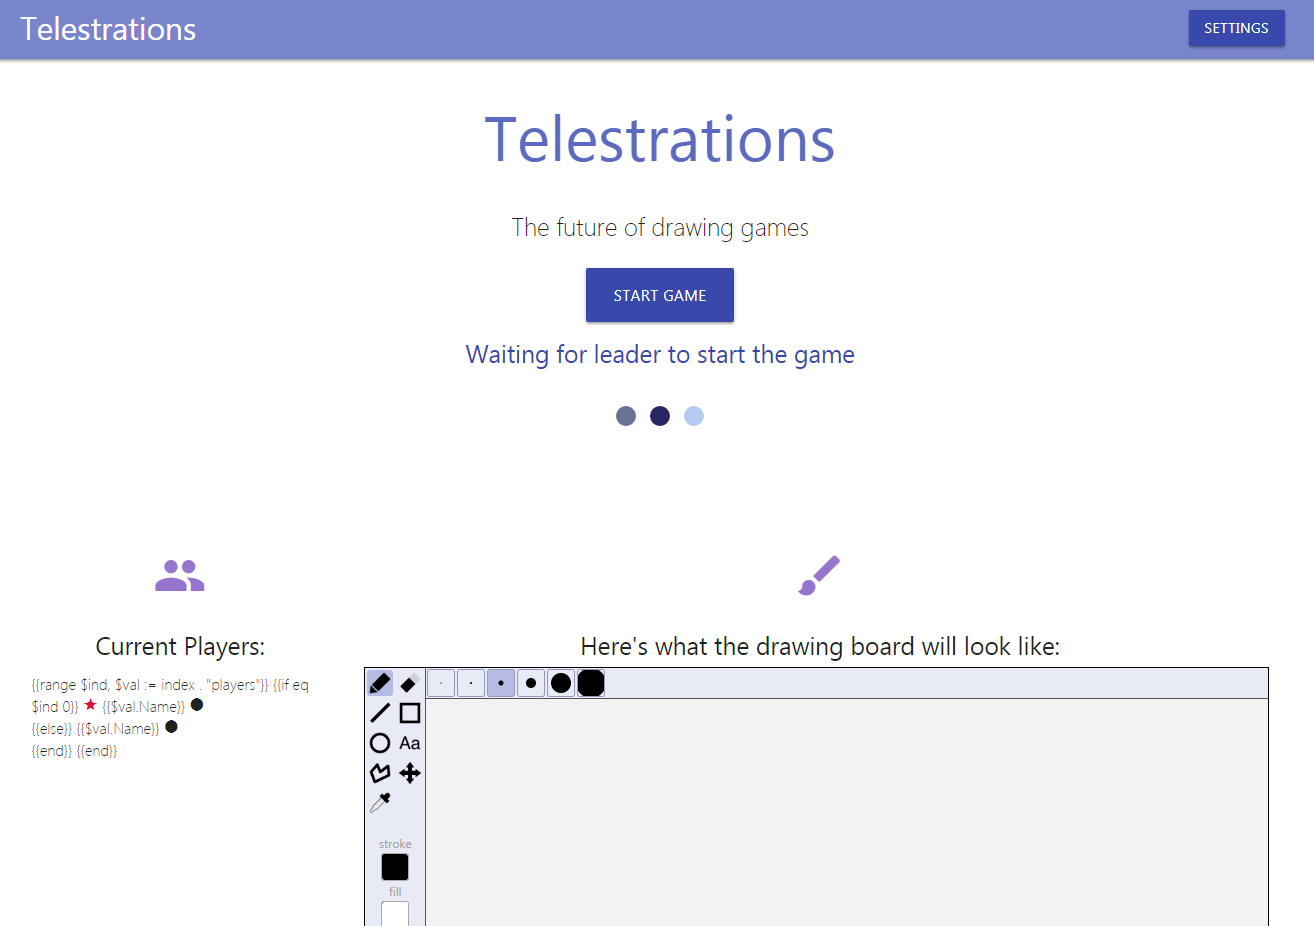 Telestrations
SETTINGS
Telestrations
The future of drawing games
START GAME
Waiting for leader to start the game
Current Players:
{{range $ind, $val := index . "players"}} {{if eq
$ind 0}} ★ {{$val.Name}} ●
{{else}} {{$val.Name}} ●
{{end}} {{end}}
Here's what the drawing board will look like:
Aa
stroke
fill